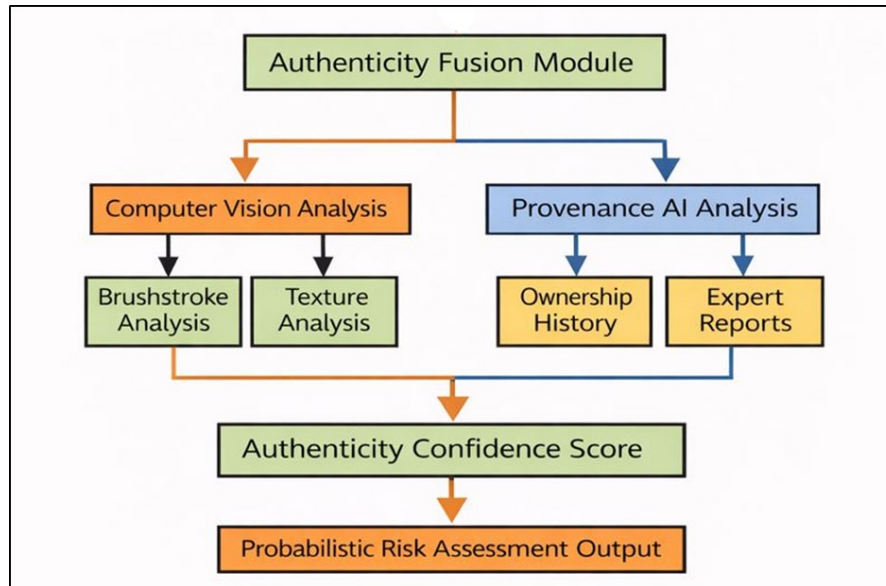 Authenticity Fusion Module
Computer Vision Analysis
Provenance AI Analysis
Brushstroke
Analysis
Texture
Analysis
Ownership
History
Expert
Reports
Authenticity Confidence Score
Probabilistic Risk Assessment Output